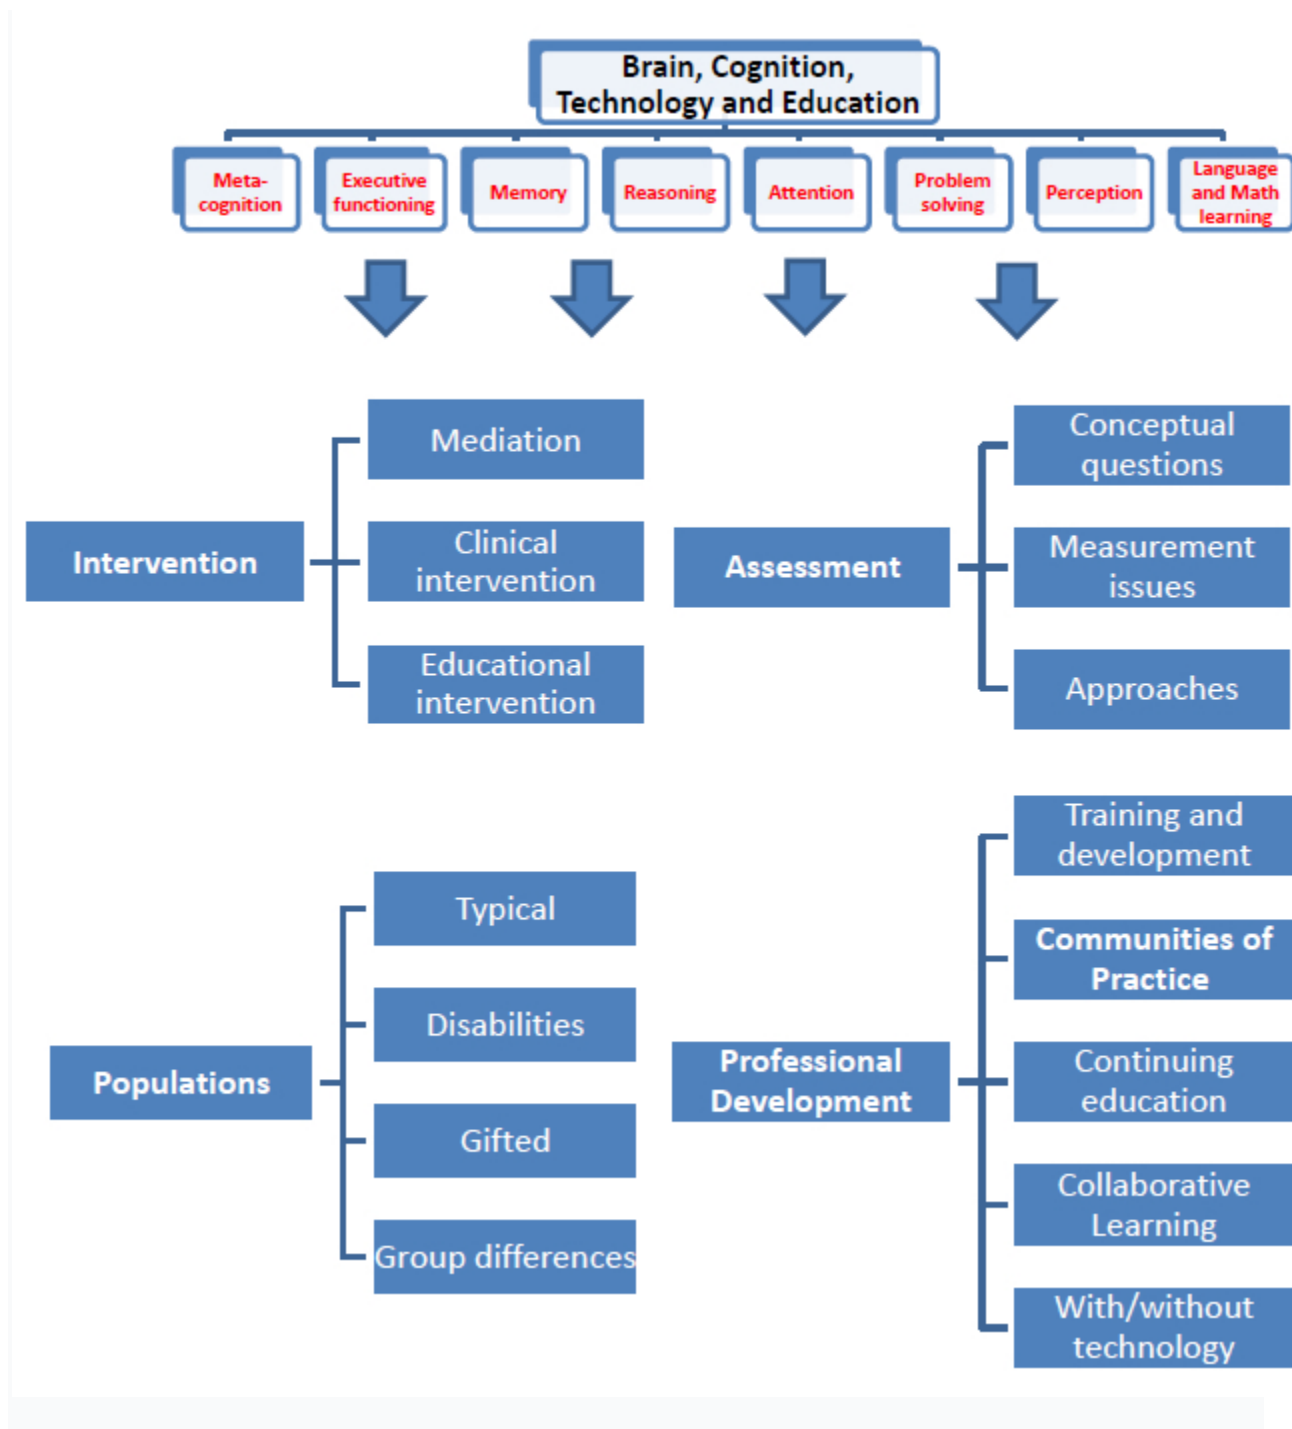 Brain, Cognition,
Technology and Education
Meta-
cognition
Executive
functioning
Memory
Reasoning
Attention
Problem
solving
Perception
Language
and Math
learning
Intervention
Mediation
Clinical
intervention
Educational
intervention
Assessment
Conceptual
questions
Measurement
issues
Approaches
Populations
Typical
Disabilities
Gifted
Group differences
Professional
Development
Training and
development
Communities of
Practice
Continuing
education
Collaborative
Learning
With/without
technology